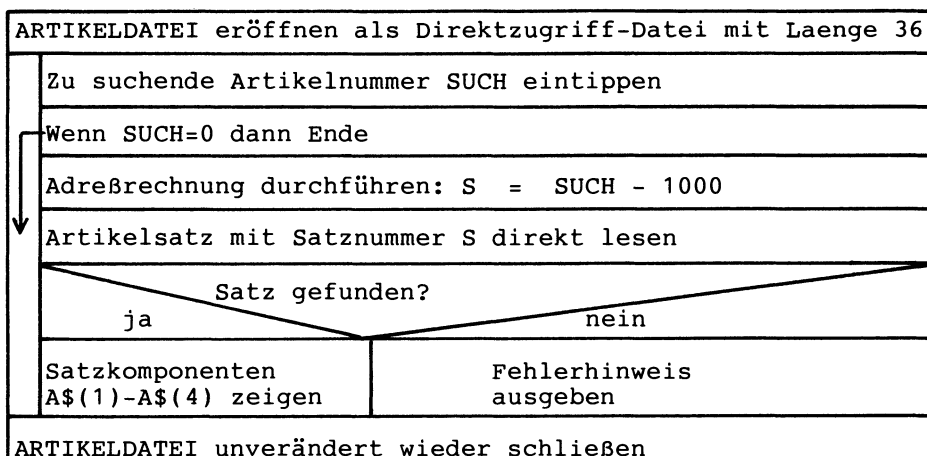 ARTIKELDATEI eröffnen als Direktzugriff-Datei mit Laenge 36
Zu suchende Artikelnummer SUCH eintippen
Wenn SUCH=0 dann Ende
Adreßrechnung durchführen: S = SUCH - 1000
Artikelsatz mit Satznummer S direkt lesen
Satz gefunden?
ja nein
Satzkomponenten Fehlerhinweis
A$(1)-A$(4) zeigen ausgeben
ARTIKELDATEI unverändert wieder schließen